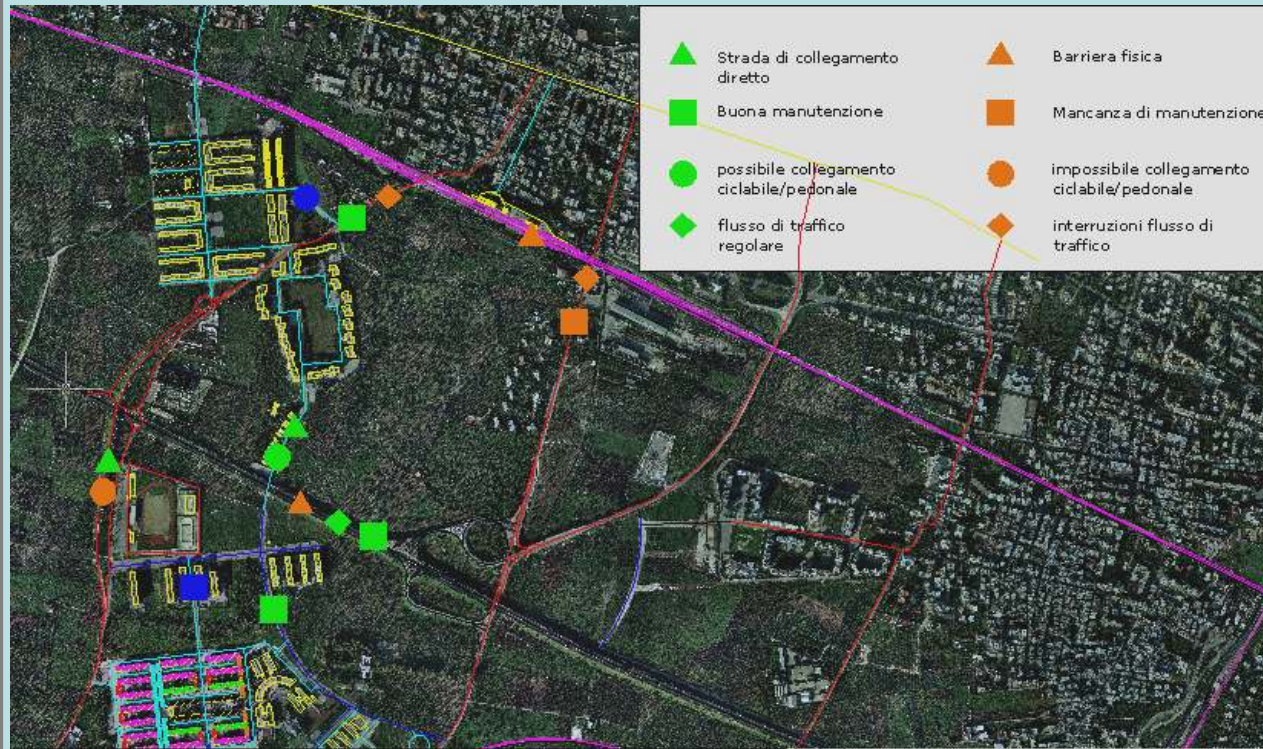 Strada di collegamento
diretto
Buona manutenzione
possibile collegamento
ciclabile/pedonale
flusso di traffico
regolare
Barriera fisica
Mancanza di manutenzione
impossibile collegamento
ciclabile/pedonale
interruzioni flusso di
traffico